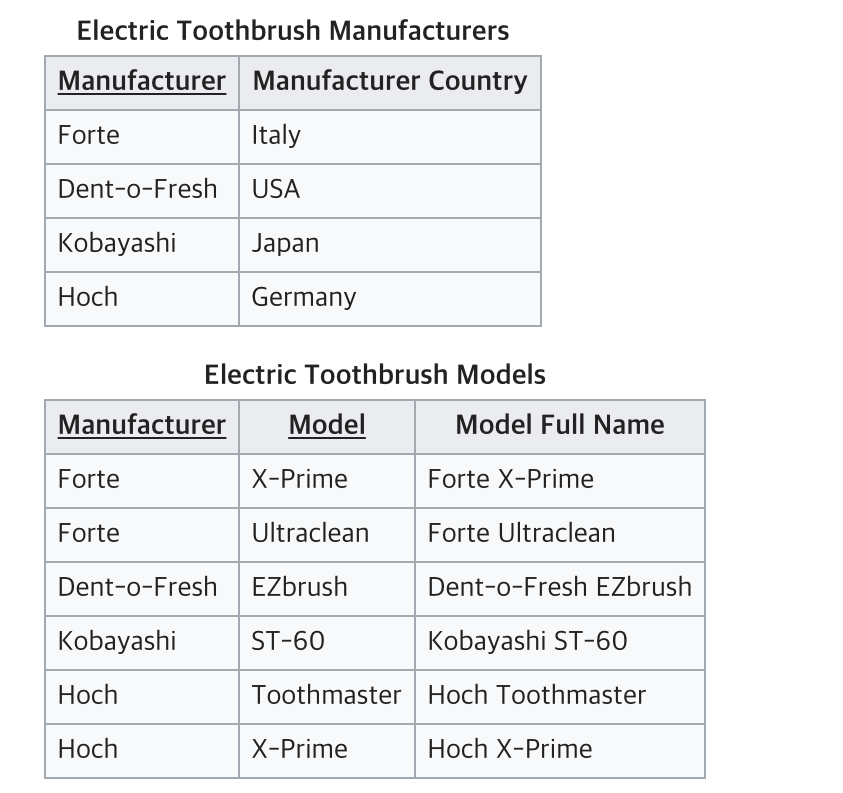 Electric Toothbrush Manufacturers
Manufacturer Manufacturer Country
Forte Italy
Dent-o-Fresh USA
Kobayashi Japan
Hoch Germany
Electric Toothbrush Models
Manufacturer Model Model Full Name
Forte X-Prime Forte X-Prime
Forte Ultraclean Forte Ultraclean
Dent-o-Fresh EZbrush Dent-o-Fresh EZbrush
Kobayashi ST-60 Kobayashi ST-60
Hoch Toothmaster Hoch Toothmaster
Hoch X-Prime Hoch X-Prime